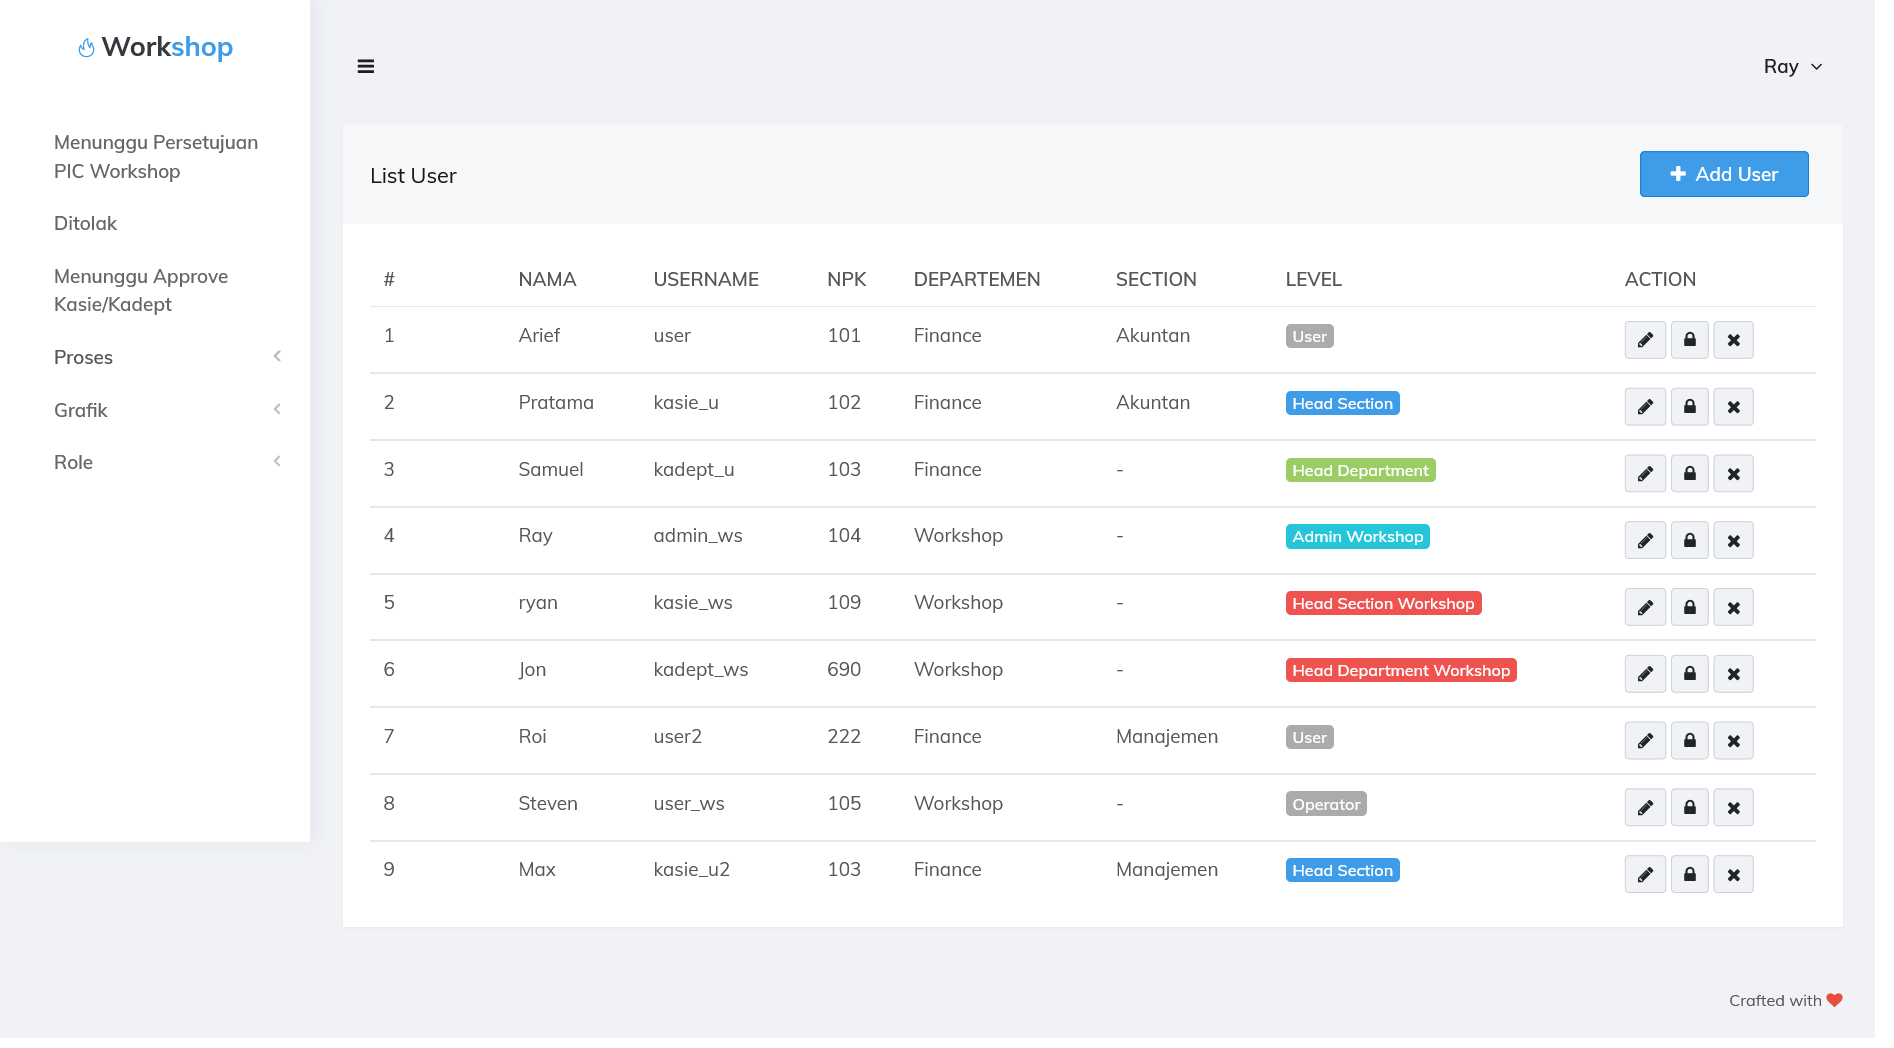 Workshop
Ray
Menunggu Persetujuan
PIC Workshop
Ditolak
Menunggu Approve
Kasie/Kadept
Proses
Grafik
Role
List User
Add User
# NAMA USERNAME NPK DEPARTEMEN SECTION LEVEL ACTION
1 Arief user 101 Finance Akuntan User
2 Pratama kasie_u 102 Finance Akuntan Head Section
3 Samuel kadept_u 103 Finance - Head Department
4 Ray admin_ws 104 Workshop - Admin Workshop
5 ryan kasie_ws 109 Workshop - Head Section Workshop
6 Jon kadept_ws 690 Workshop - Head Department Workshop
7 Roi user2 222 Finance Manajemen User
8 Steven user_ws 105 Workshop - Operator
9 Max kasie_u2 103 Finance Manajemen Head Section
Crafted with